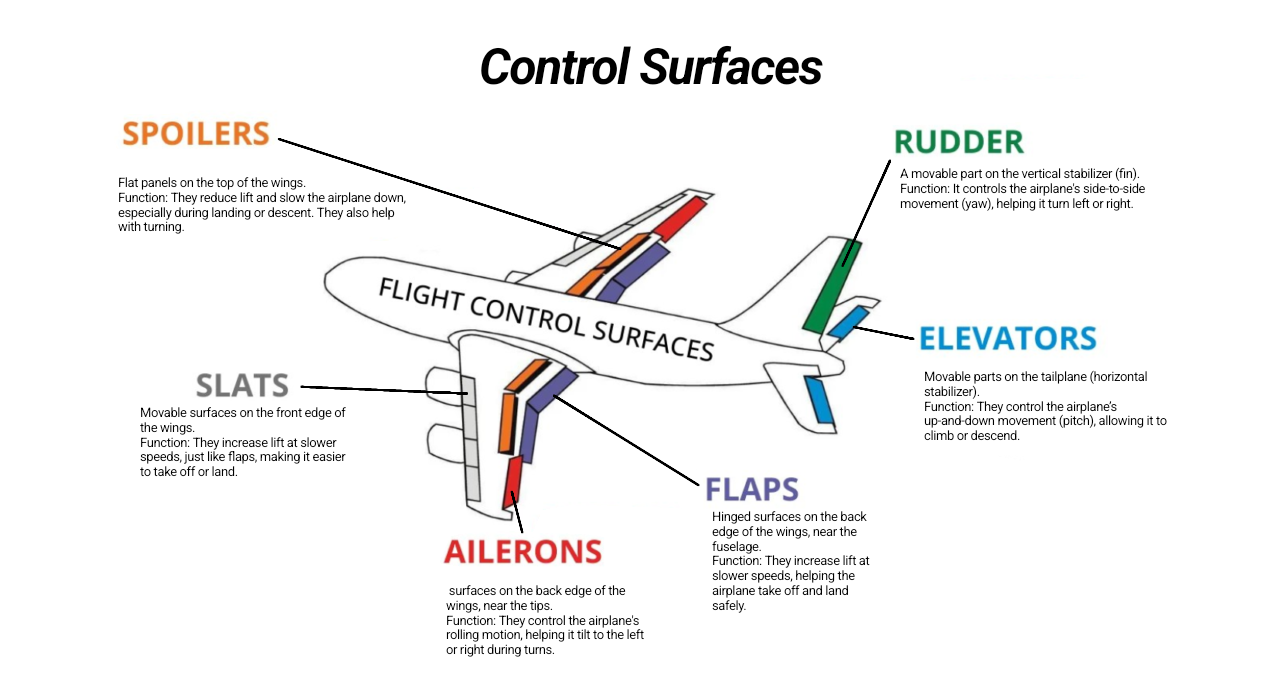 Control Surfaces
SPOILERS
Flat panels on the top of the wings.
Function: They reduce lift and slow the airplane down,
especially during landing or descent. They also help
with turning.
RUDDER
A movable part on the vertical stabilizer (fin).
Function: It controls the airplane's side-to-side
movement (yaw), helping it turn left or right.
FLIGHT CONTROL SURFACES
ELEVATORS
Movable parts on the tailplane (horizontal
stabilizer).
Function: They control the airplane’s
up-and-down movement (pitch), allowing it to
climb or descend.
SLATS
Movable surfaces on the front edge of
the wings.
Function: They increase lift at slower
speeds, just like flaps, making it easier
to take off or land.
FLAPS
Hinged surfaces on the back
edge of the wings, near the
fuselage.
Function: They increase lift at
slower speeds, helping the
airplane take off and land
safely.
AILERONS
surfaces on the back edge of the
wings, near the tips.
Function: They control the airplane's
rolling motion, helping it tilt to the left
or right during turns.